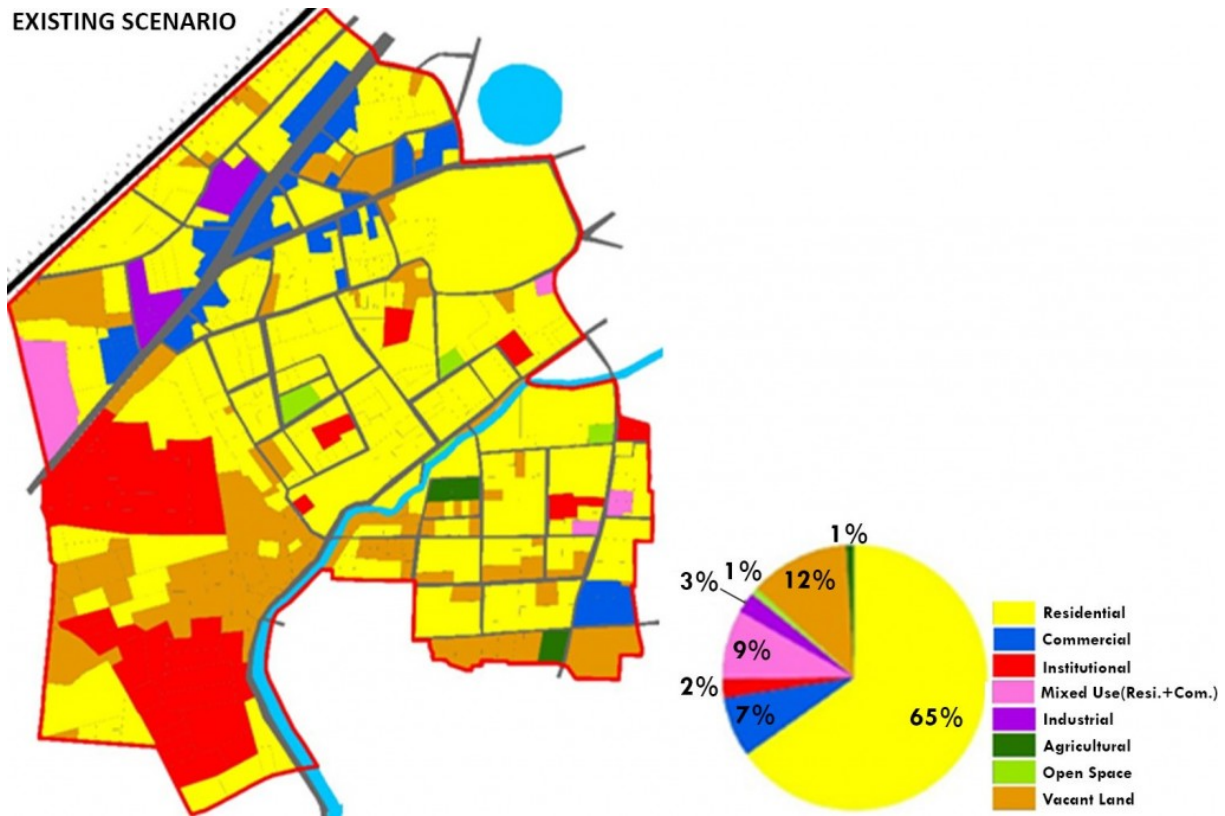 EXISTING SCENARIO
1%
1%
3%
12%
9%
2%
7%
65%
Residential
Commercial
Institutional
Mixed Use(Resi.+Com.)
Industrial
Agricultural
Open Space
Vacant Land